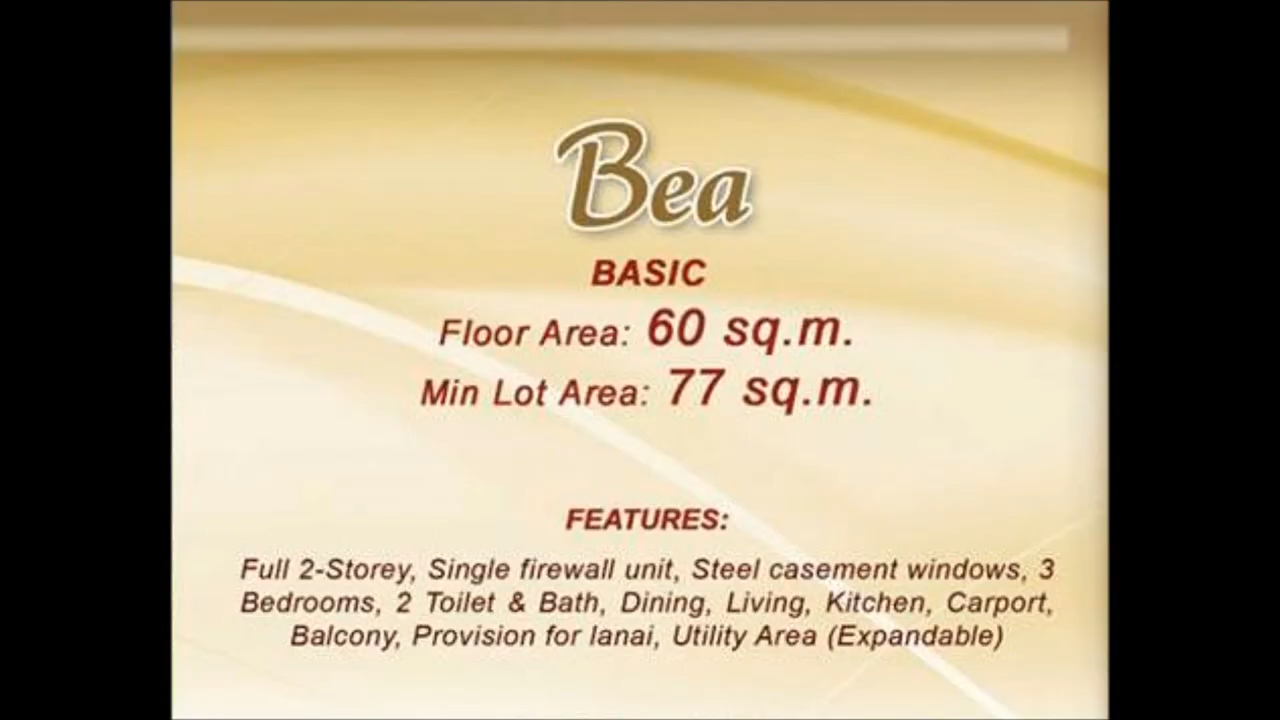 Bea
BASIC
Floor Area: 60 sq.m.
Min Lot Area: 77 sq.m.
FEATURES:
Full 2-Storey, Single firewall unit, Steel casement windows, 3
Bedrooms, 2 Toilet & Bath, Dining, Living, Kitchen, Carport,
Balcony, Provision for lanai, Utility Area (Expandable)